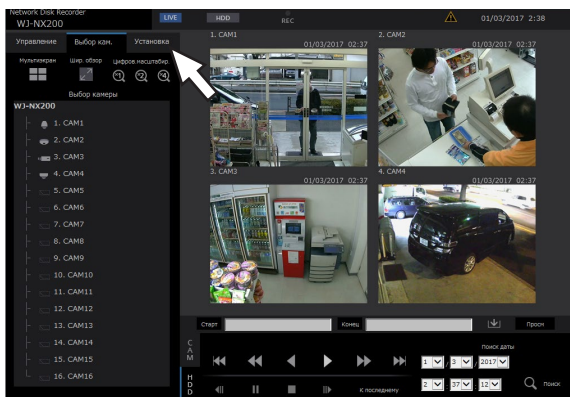 Network Disk Recorder
WJ-NX200
LIVE
HDD
REC
01/03/2017 2:38
Управление
Выбор кам.
Установка
Мультиэкран
Шир. обзор
Цифров.масштабир.
x1
x2
x4
Выбор камеры
WJ-NX200
1. CAM1
2. CAM2
3. CAM3
4. CAM4
5. CAM5
6. CAM6
7. CAM7
8. CAM8
9. CAM9
10. CAM10
11. CAM11
12. CAM12
13. CAM13
14. CAM14
15. CAM15
16. CAM16
1. CAM1
01/03/2017 02:37
2. CAM2
01/03/2017 02:37
3. CAM3
01/03/2017 02:37
4. CAM4
01/03/2017 02:37
Старт
Конец
Просм
CAM
HDD
К последнему
Поиск даты
1 / 3 / 2017
2 : 37 : 12
Поиск